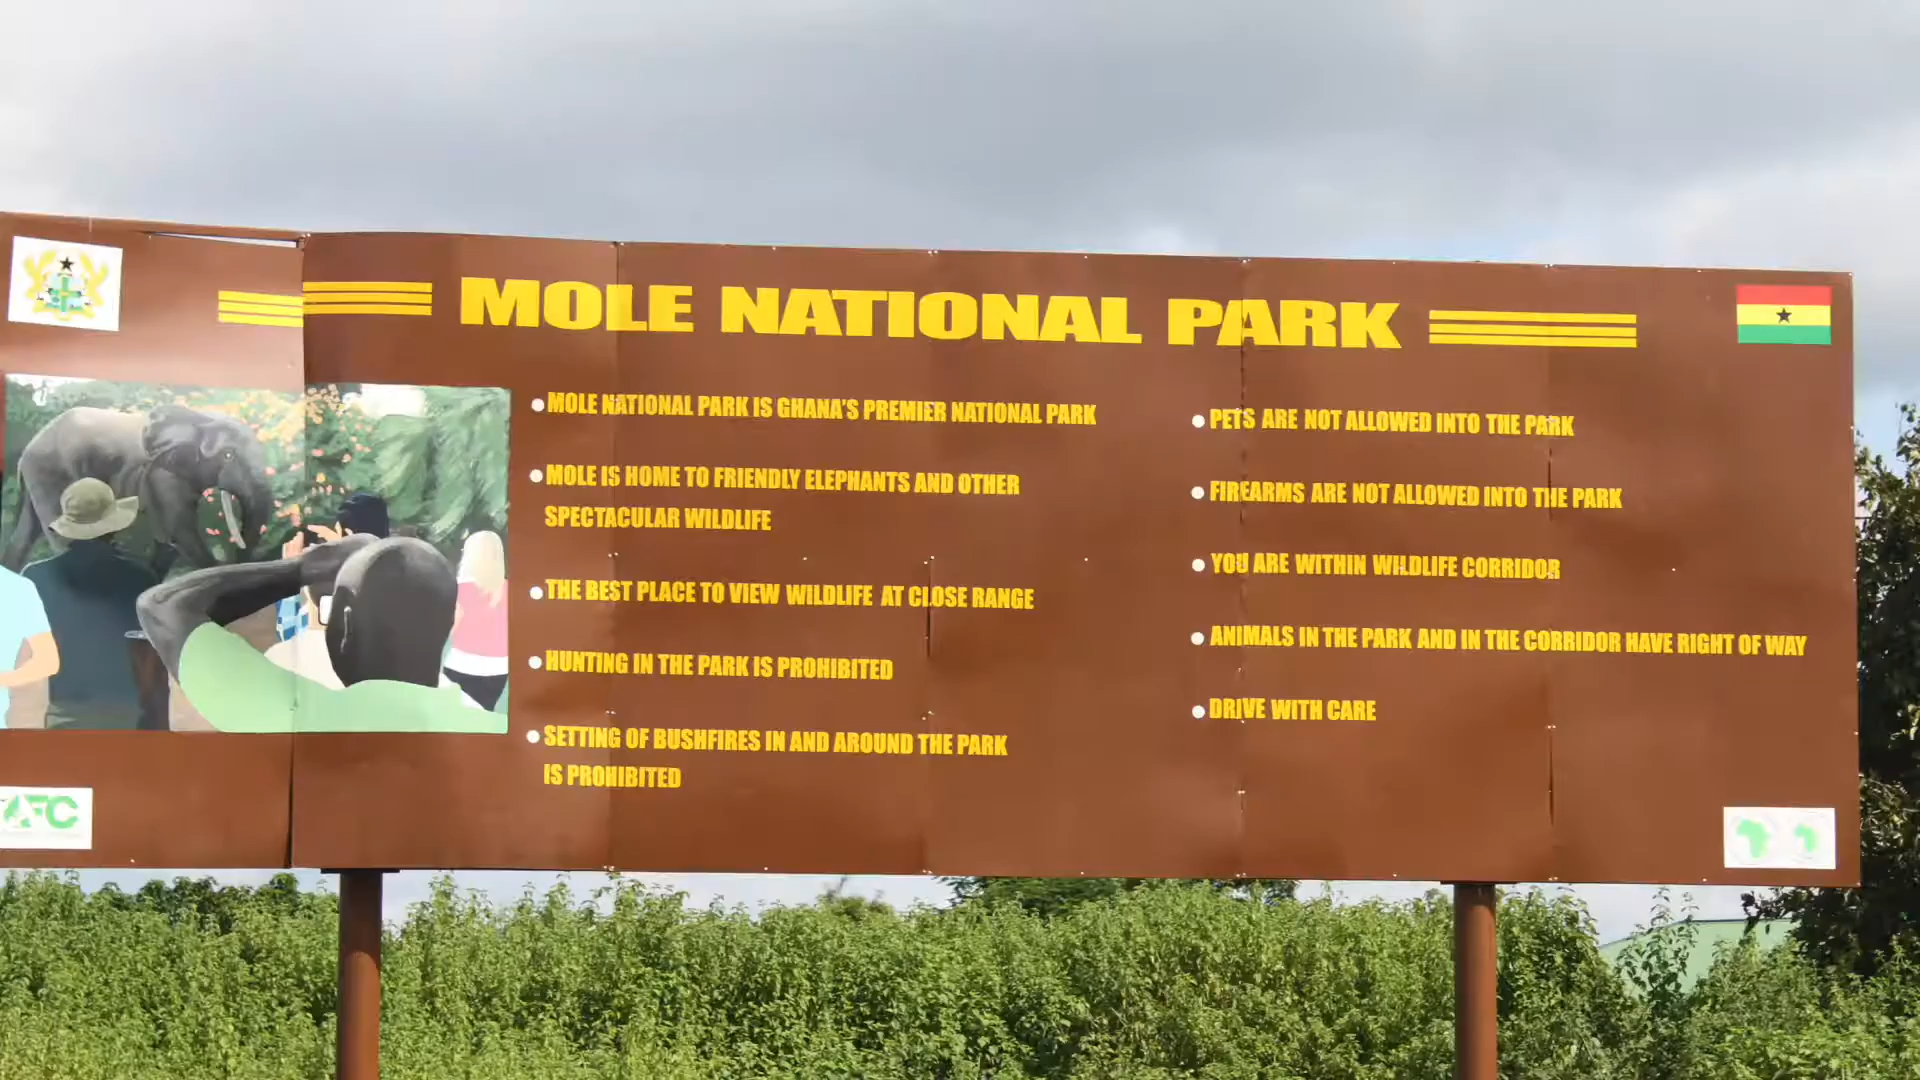 MOLE NATIONAL PARK
MOLE NATIONAL PARK IS GHANA'S PREMIER NATIONAL PARK
MOLE IS HOME TO FRIENDLY ELEPHANTS AND OTHER
SPECTACULAR WILDLIFE
THE BEST PLACE TO VIEW WILDLIFE AT CLOSE RANGE
HUNTING IN THE PARK IS PROHIBITED
SETTING OF BUSHFIRES IN AND AROUND THE PARK
IS PROHIBITED
PETS ARE NOT ALLOWED INTO THE PARK
FIREARMS ARE NOT ALLOWED INTO THE PARK
YOU ARE WITHIN WILDLIFE CORRIDOR
ANIMALS IN THE PARK AND IN THE CORRIDOR HAVE RIGHT OF WAY
DRIVE WITH CARE